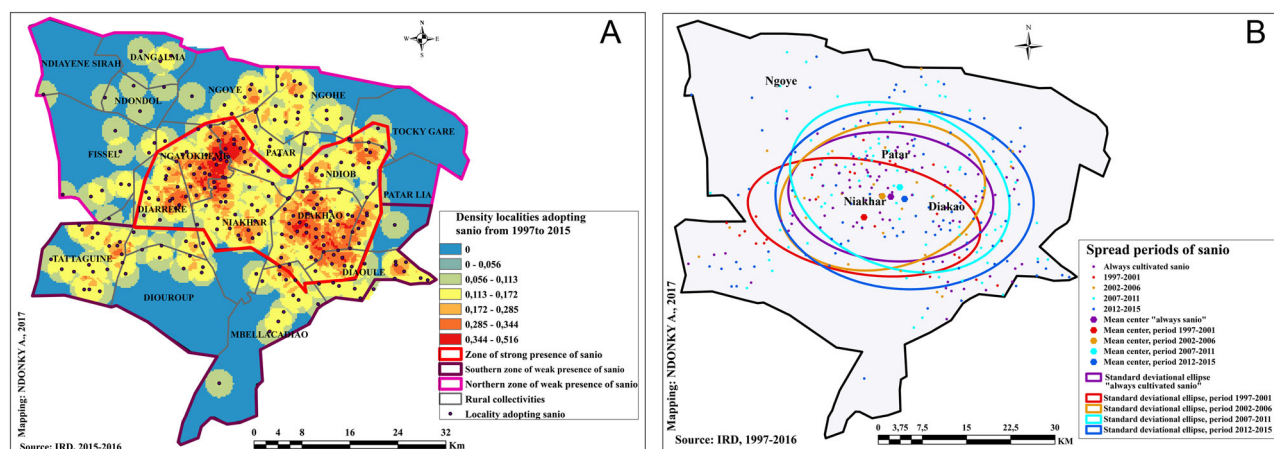 A
N
W
E
S
NDIAYENE SIRAH
DANGALMA
NDONDOL
NGOYE
NGOHE
TOCKY GARE
FISSEL
NGAYOKHEME
PATAR
NDIOB
PATAR LIA
DIARRERE
NIAKHAR
DIAKHAO
TATTAGUINE
DIAOULE
DIOUROUP
MBELLACADIAO
Density localities adopting
sanio from 1997to 2015
0
0 - 0,056
0,056 - 0,113
0,113 - 0,172
0,172 - 0,285
0,285 - 0,344
0,344 - 0,516
Zone of strong presence of sanio
Southern zone of weak presence of sanio
Northern zone of weak presence of sanio
Rural collectivities
Locality adopting sanio
Mapping: NDONKY A., 2017
Source: IRD, 2015-2016
0 2 4 8 12 16 20 24 28 32
Km
B
N
Ngoye
Patar
Niakhar
Diakao
Spread periods of sanio
Always cultivated sanio
1997-2001
2002-2006
2007-2011
2012-2015
Mean center "always sanio"
Mean center, period 1997-2001
Mean center, period 2002-2006
Mean center, period 2007-2011
Mean center, period 2012-2015
Standard deviational ellipse
"always cultivated sanio"
Standard deviational ellipse, period 1997-2001
Standard deviational ellipse, period 2002-2006
Standard deviational ellipse, period 2007-2011
Standard deviational ellipse, period 2012-2015
Mapping: NDONKY A., 2017
Source: IRD, 1997-2016
0 3,75 7,5 15 22,5 30
KM